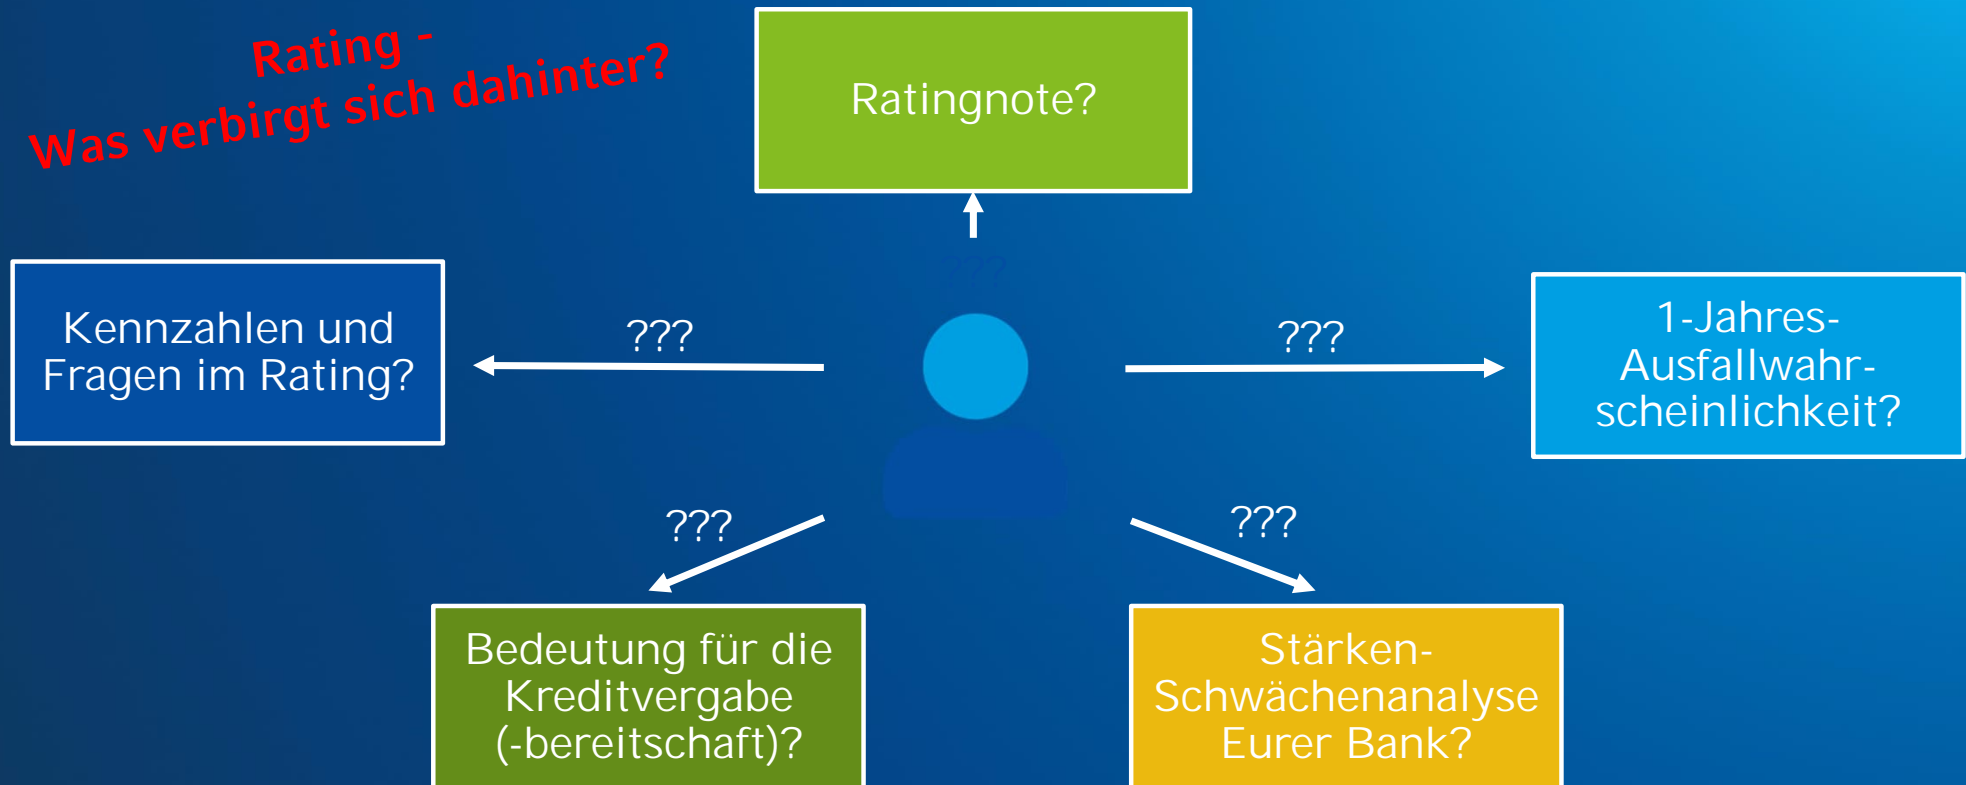 Rating -
Was verbirgt sich dahinter?
Ratingnote?
???
Kennzahlen und
Fragen im Rating?
???
???
1-Jahres-
Ausfallwahr-
scheinlichkeit?
???
???
Bedeutung für die
Kreditvergabe
(-bereitschaft)?
Stärken-
Schwächenanalyse
Eurer Bank?